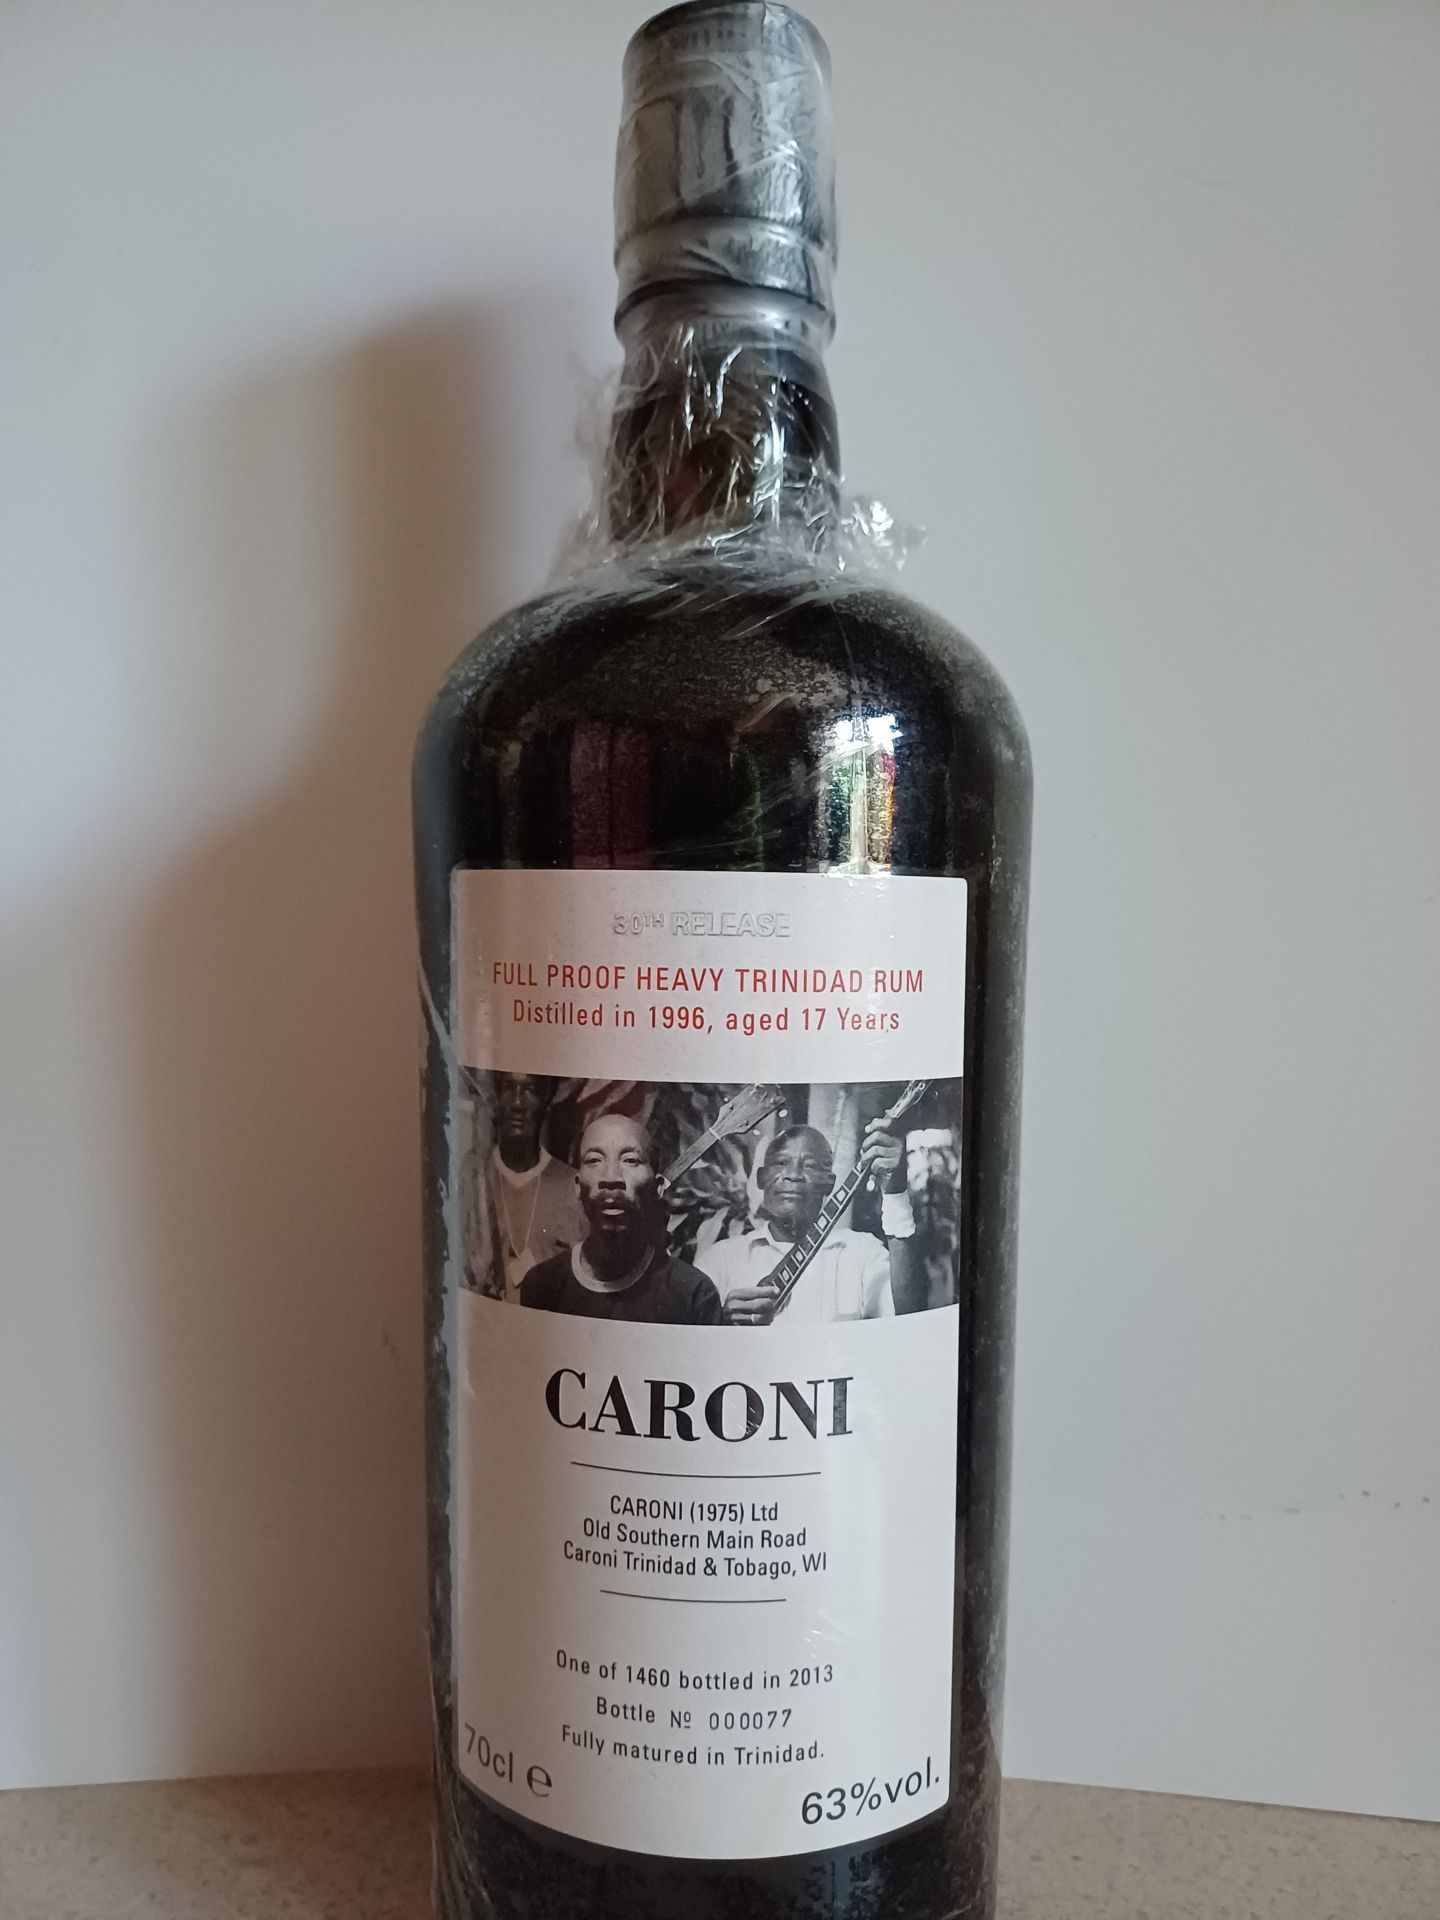 30TH RELEASE
FULL PROOF HEAVY TRINIDAD RUM
Distilled in 1996, aged 17 Years
CARONI
CARONI (1975) Ltd
Old Southern Main Road
Caroni Trinidad & Tobago, WI
One of 1460 bottled in 2013
Bottle № 000077
Fully matured in Trinidad.
70cl ℮
63%vol.